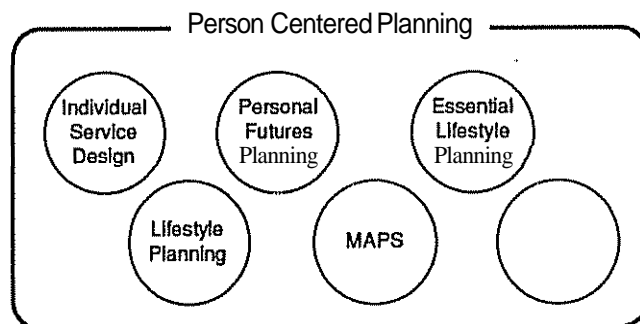 Person Centered Planning
Individual
Service
Design
Personal
Futures
Planning
Essential
Lifestyle
Planning
Lifestyle
Planning
MAPS